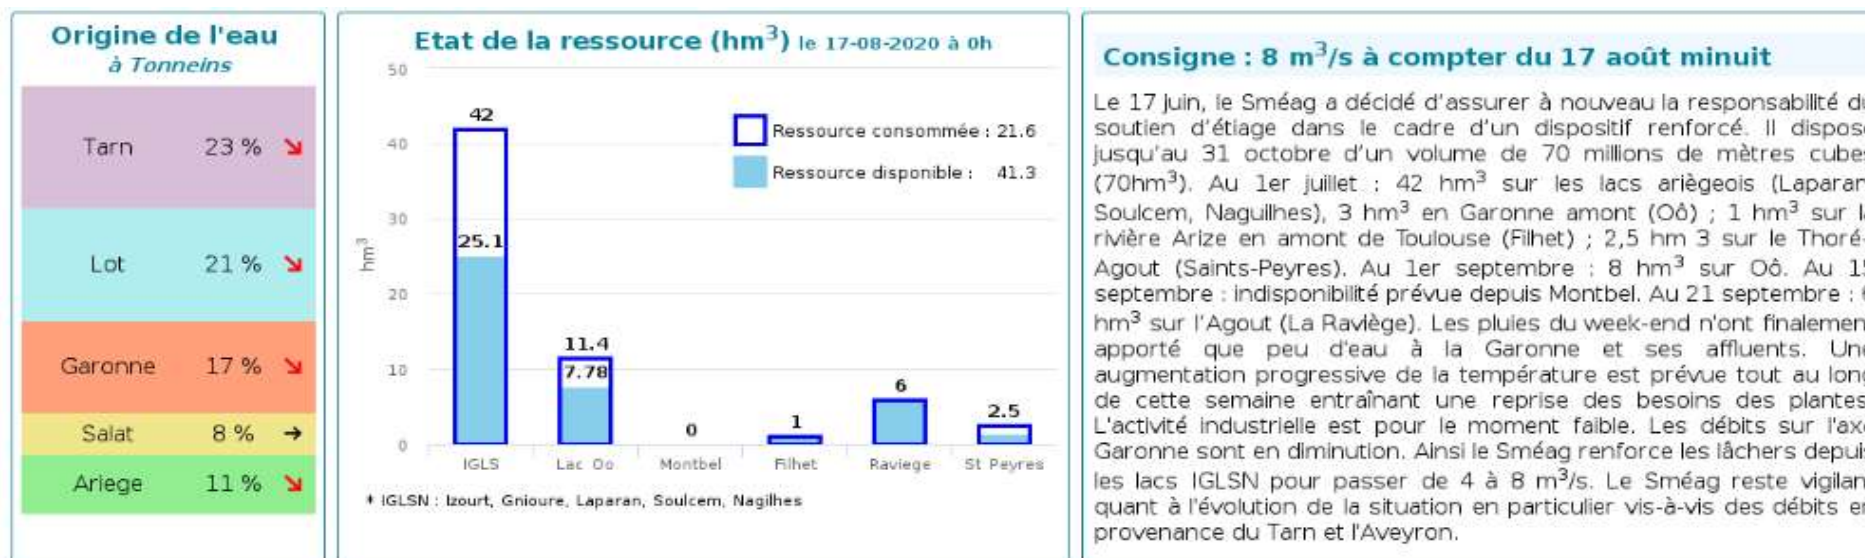 Origine de l'eau
à Tonneins
Tarn 23 %
Lot 21 %
Garonne 17 %
Salat 8 % →
Ariege 11 %
Etat de la ressource (hm³) le 17-08-2020 à 0h
50
40
30
20
10
0
hm³
42
25.1
11.4
7.78
0
1
6
2.5
Ressource consommée : 21.6
Ressource disponible : 41.3
IGLS Lac Oo Montbel Filhet Raviege St Peyres
* IGLSN : Izourt, Gnioure, Laparan, Soulcem, Nagilhes
Consigne : 8 m³/s à compter du 17 août minuit
Le 17 juin, le Sméag a décidé d'assurer à nouveau la responsabilité
soutien d'étiage dans le cadre d'un dispositif renforcé. Il
jusqu'au 31 octobre d'un volume de 70 millions de mètres
(70hm³). Au 1er juillet : 42 hm³ sur les lacs ariègeois (Laparan
Soulcem, Naguilhes), 3 hm³ en Garonne amont (Oô) ; 1 hm³ sur
rivière Arize en amont de Toulouse (Filhet) ; 2,5 hm 3 sur le Thoré-
Agout (Saints-Peyres). Au 1er septembre : 8 hm³ sur Oô. Au
septembre : indisponibilité prévue depuis Montbel. Au 21 septembre :
hm³ sur l'Agout (La Raviège). Les pluies du week-end n'ont
apporté que peu d'eau à la Garonne et ses affluents.
augmentation progressive de la température est prévue tout au long
de cette semaine entraînant une reprise des besoins des plantes
L'activité industrielle est pour le moment faible. Les débits sur
Garonne sont en diminution. Ainsi le Sméag renforce les lâchers depuis
les lacs IGLSN pour passer de 4 à 8 m³/s. Le Sméag reste
quant à l'évolution de la situation en particulier vis-à-vis des débits
provenance du Tarn et l'Aveyron.